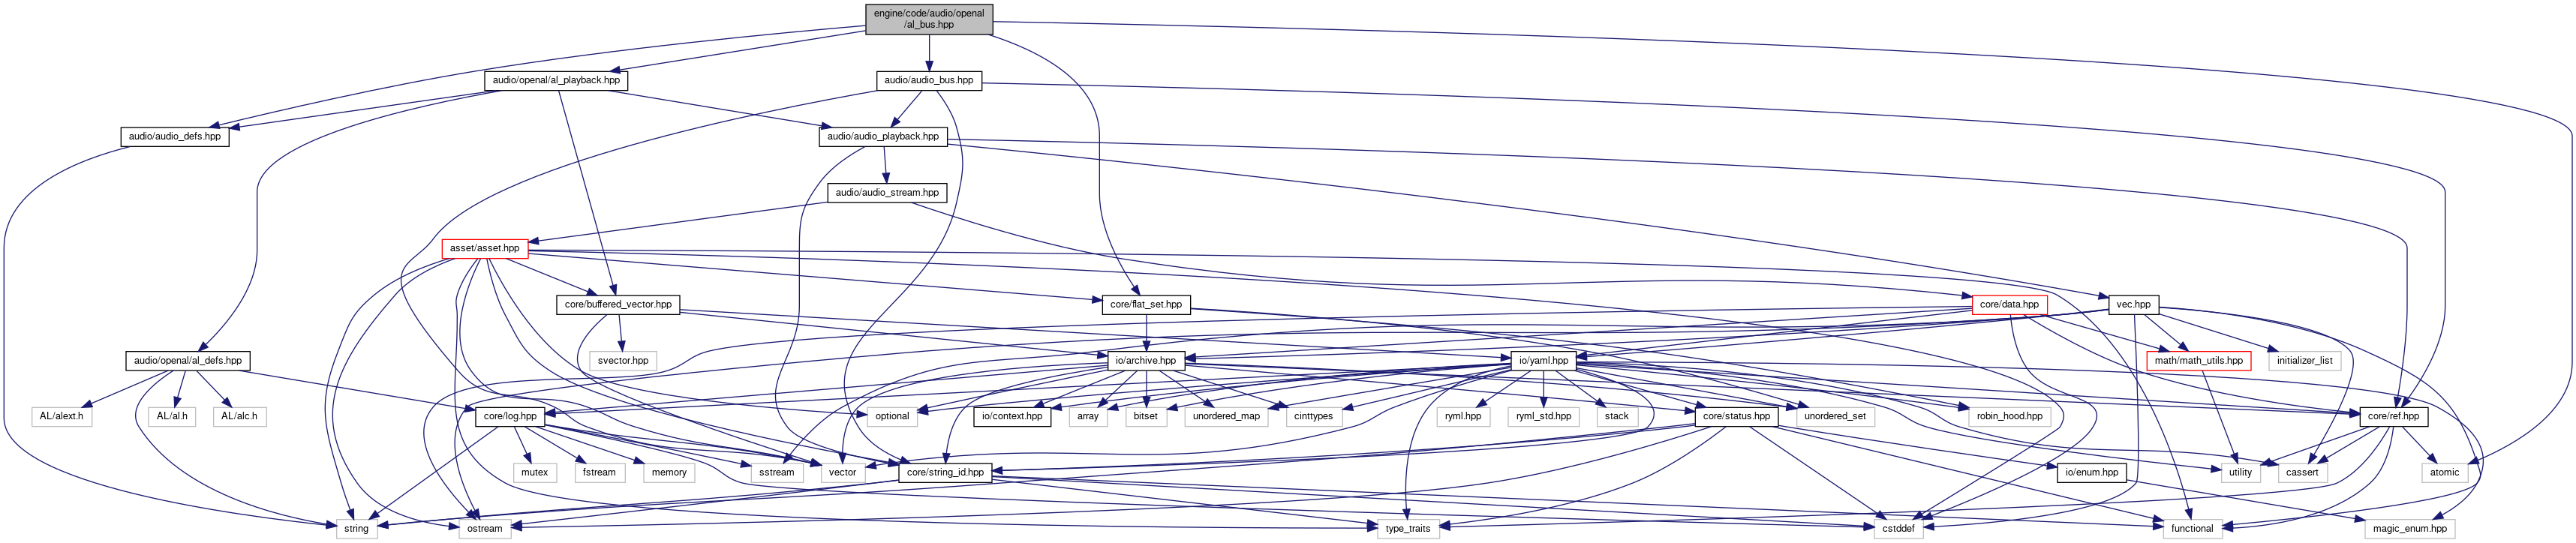 engine/code/audio/openal
/al_bus.hpp
audio/openal/al_playback.hpp
audio/audio_bus.hpp
audio/audio_defs.hpp
audio/audio_playback.hpp
audio/audio_stream.hpp
asset/asset.hpp
core/buffered_vector.hpp
core/flat_set.hpp
core/data.hpp
vec.hpp
audio/openal/al_defs.hpp
svector.hpp
io/archive.hpp
io/yaml.hpp
math/math_utils.hpp
initializer_list
AL/alext.h
AL/al.h
AL/alc.h
core/log.hpp
optional
io/context.hpp
array
bitset
unordered_map
cinttypes
ryml.hpp
ryml_std.hpp
stack
core/status.hpp
unordered_set
robin_hood.hpp
core/ref.hpp
mutex
fstream
memory
sstream
vector
core/string_id.hpp
io/enum.hpp
utility
cassert
atomic
string
ostream
type_traits
cstddef
functional
magic_enum.hpp